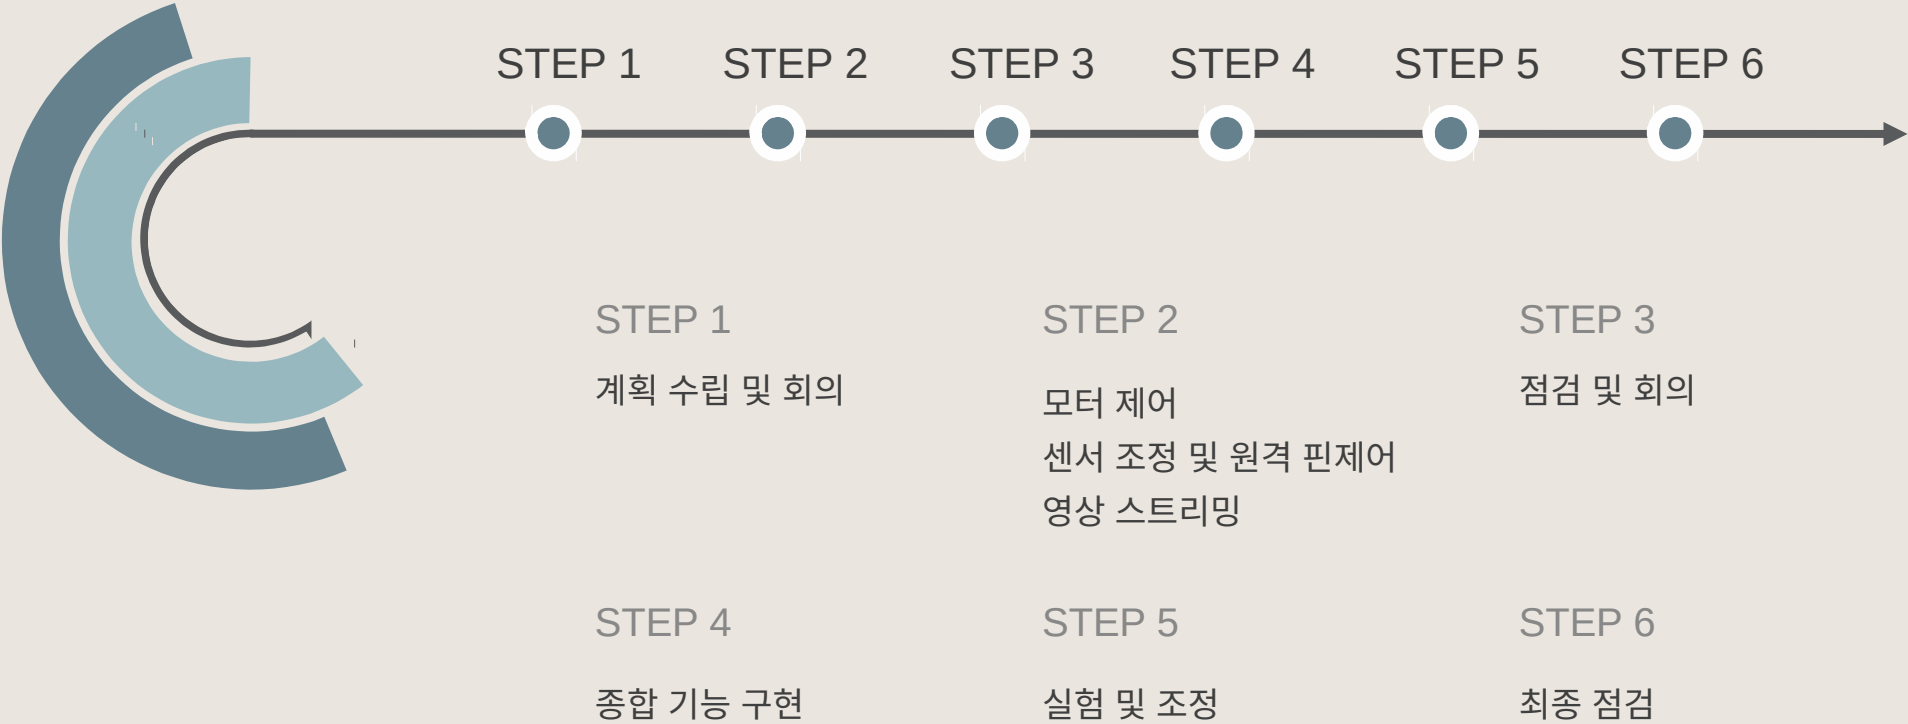 STEP 1
STEP 2
STEP 3
STEP 4
STEP 5
STEP 6
STEP 1
계획 수립 및 회의
STEP 2
모터 제어
센서 조정 및 원격 핀제어
영상 스트리밍
STEP 3
점검 및 회의
STEP 4
종합 기능 구현
STEP 5
실험 및 조정
STEP 6
최종 점검